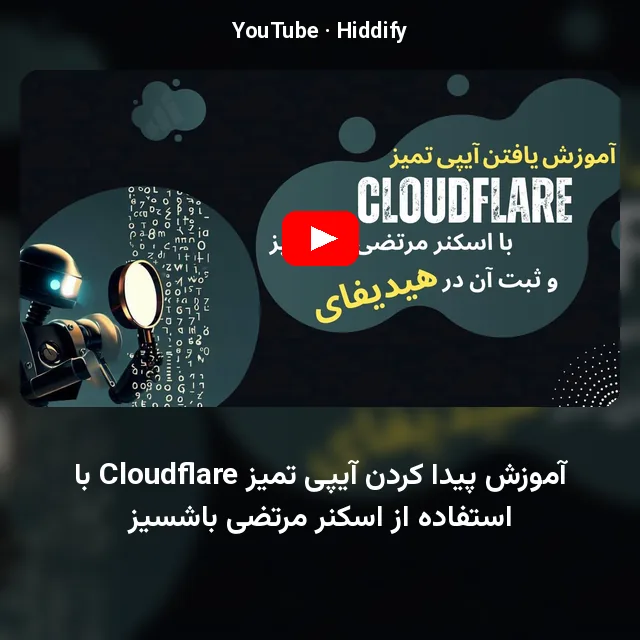 YouTube · Hiddify
آموزش یافتن آیپی تمیز
CLOUDFLARE
با اسکنر مرتضی
و ثبت آن در هیدیفای
آموزش پیدا کردن آیپی تمیز Cloudflare با
استفاده از اسکنر مرتضی باشسیز